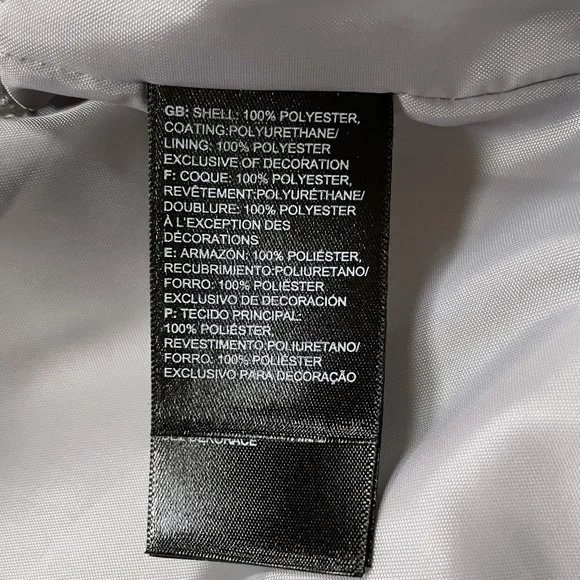 GB: SHELL: 100% POLYESTER,
COATING:POLYURETHANE/
LINING: 100% POLYESTER
EXCLUSIVE OF DECORATION
F: COQUE: 100% POLYESTER,
REVÊTEMENT:POLYURÉTHANE/
DOUBLURE: 100% POLYESTER
À L'EXCEPTION DES
DÉCORATIONS
E: ARMAZÓN: 100% POLIÉSTER,
RECUBRIMIENTO:POLIURETANO/
FORRO: 100% POLIÉSTER
EXCLUSIVO DE DECORACIÓN
P: TECIDO PRINCIPAL:
100% POLIÉSTER,
REVESTIMENTO:POLIURETANO/
FORRO: 100% POLIÉSTER
EXCLUSIVO PARA DECORAÇÃO